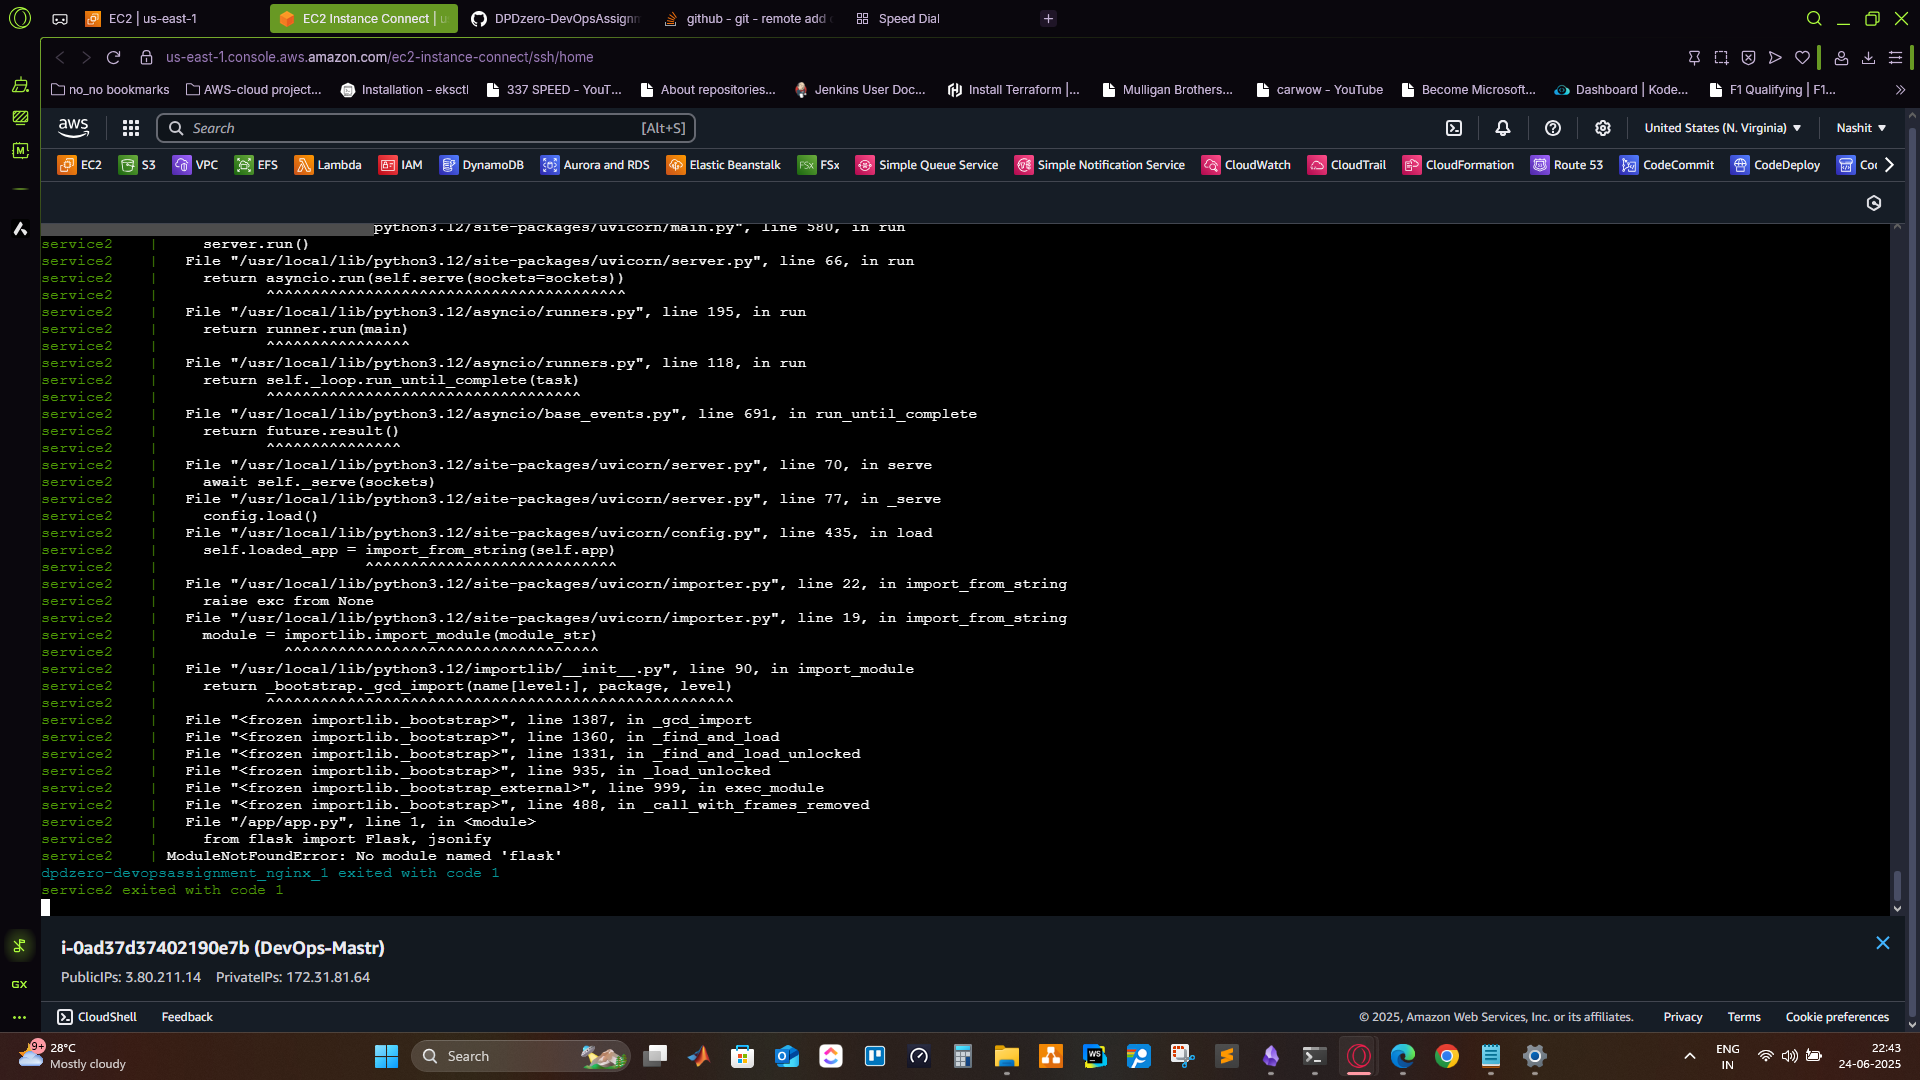 EC2 | us-east-1
EC2 Instance Connect | u
DPDzero-DevOpsAssignm
github - git - remote add
Speed Dial
us-east-1.console.aws.amazon.com/ec2-instance-connect/ssh/home
no_no bookmarks
AWS-cloud project...
Installation - eksctl
337 SPEED - YouT...
About repositories...
Jenkins User Doc...
Install Terraform |...
Mulligan Brothers...
carwow - YouTube
Become Microsoft...
Dashboard | Kode...
F1 Qualifying | F1...
aws
Search
[Alt+S]
United States (N. Virginia)
Nashit
EC2
S3
VPC
EFS
Lambda
IAM
DynamoDB
Aurora and RDS
Elastic Beanstalk
FSx
Simple Queue Service
Simple Notification Service
CloudWatch
CloudTrail
CloudFormation
Route 53
CodeCommit
CodeDeploy
python3.12/site-packages/uvicorn/main.py", line 580, in run
service2 | server.run()
service2 | File "/usr/local/lib/python3.12/site-packages/uvicorn/server.py", line 66, in run
service2 | return asyncio.run(self.serve(sockets=sockets))
service2 | ^^^^^^^^^^^^^^^^^^^^^^^^^^^^^^^^^^^^^^^^
service2 | File "/usr/local/lib/python3.12/asyncio/runners.py", line 195, in run
service2 | return runner.run(main)
service2 | ^^^^^^^^^^^^^^^^
service2 | File "/usr/local/lib/python3.12/asyncio/runners.py", line 118, in run
service2 | return self._loop.run_until_complete(task)
service2 | ^^^^^^^^^^^^^^^^^^^^^^^^^^^^^^^^^^^
service2 | File "/usr/local/lib/python3.12/asyncio/base_events.py", line 691, in run_until_complete
service2 | return future.result()
service2 | ^^^^^^^^^^^^^^^
service2 | File "/usr/local/lib/python3.12/site-packages/uvicorn/server.py", line 70, in serve
service2 | await self._serve(sockets)
service2 | File "/usr/local/lib/python3.12/site-packages/uvicorn/server.py", line 77, in _serve
service2 | config.load()
service2 | File "/usr/local/lib/python3.12/site-packages/uvicorn/config.py", line 435, in load
service2 | self.loaded_app = import_from_string(self.app)
service2 | ^^^^^^^^^^^^^^^^^^^^^^^^^^^^
service2 | File "/usr/local/lib/python3.12/site-packages/uvicorn/importer.py", line 22, in import_from_string
service2 | raise exc from None
service2 | File "/usr/local/lib/python3.12/site-packages/uvicorn/importer.py", line 19, in import_from_string
service2 | module = importlib.import_module(module_str)
service2 | ^^^^^^^^^^^^^^^^^^^^^^^^^^^^^^^^^^^
service2 | File "/usr/local/lib/python3.12/importlib/__init__.py", line 90, in import_module
service2 | return _bootstrap._gcd_import(name[level:], package, level)
service2 | ^^^^^^^^^^^^^^^^^^^^^^^^^^^^^^^^^^^^^^^^^^^^^^^^^^^^
service2 | File "<frozen importlib._bootstrap>", line 1387, in _gcd_import
service2 | File "<frozen importlib._bootstrap>", line 1360, in _find_and_load
service2 | File "<frozen importlib._bootstrap>", line 1331, in _find_and_load_unlocked
service2 | File "<frozen importlib._bootstrap>", line 935, in _load_unlocked
service2 | File "<frozen importlib._bootstrap_external>", line 999, in exec_module
service2 | File "<frozen importlib._bootstrap>", line 488, in _call_with_frames_removed
service2 | File "/app/app.py", line 1, in <module>
service2 | from flask import Flask, jsonify
service2 | ModuleNotFoundError: No module named 'flask'
dpdzero-devopsassignment_nginx_1 exited with code 1
service2 exited with code 1
i-0ad37d37402190e7b (DevOps-Mastr)
PublicIPs: 3.80.211.14 PrivateIPs: 172.31.81.64
GX
CloudShell
Feedback
© 2025, Amazon Web Services, Inc. or its affiliates.
Privacy
Terms
Cookie preferences
9+
28°C
Mostly cloudy
Search
ENG
IN
22:43
24-06-2025